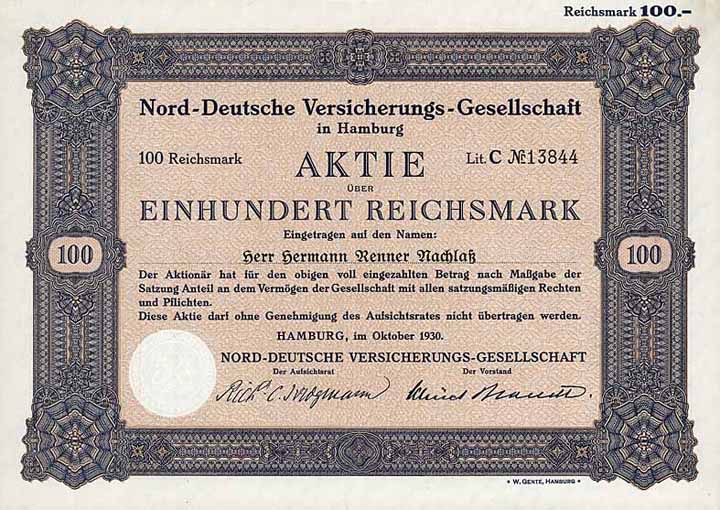 Reichsmark 100.–
Nord-Deutsche Versicherungs-Gesellschaft
in Hamburg
100 Reichsmark AKTIE Lit. C № 13844
ÜBER
EINHUNDERT REICHSMARK
Eingetragen auf den Namen:
Herr Hermann Renner Nachlaß
100 100
Der Aktionär hat für den obigen voll eingezahlten Betrag nach Maßgabe der
Satzung Anteil an dem Vermögen der Gesellschaft mit allen satzungsmäßigen Rechten
und Pflichten.
Diese Aktie darf ohne Genehmigung des Aufsichtsrates nicht übertragen werden.
HAMBURG, im Oktober 1930.
NORD-DEUTSCHE VERSICHERUNGS-GESELLSCHAFT
Der Aufsichtsrat Der Vorstand
Rich. C.
* W. GENTE, HAMBURG *